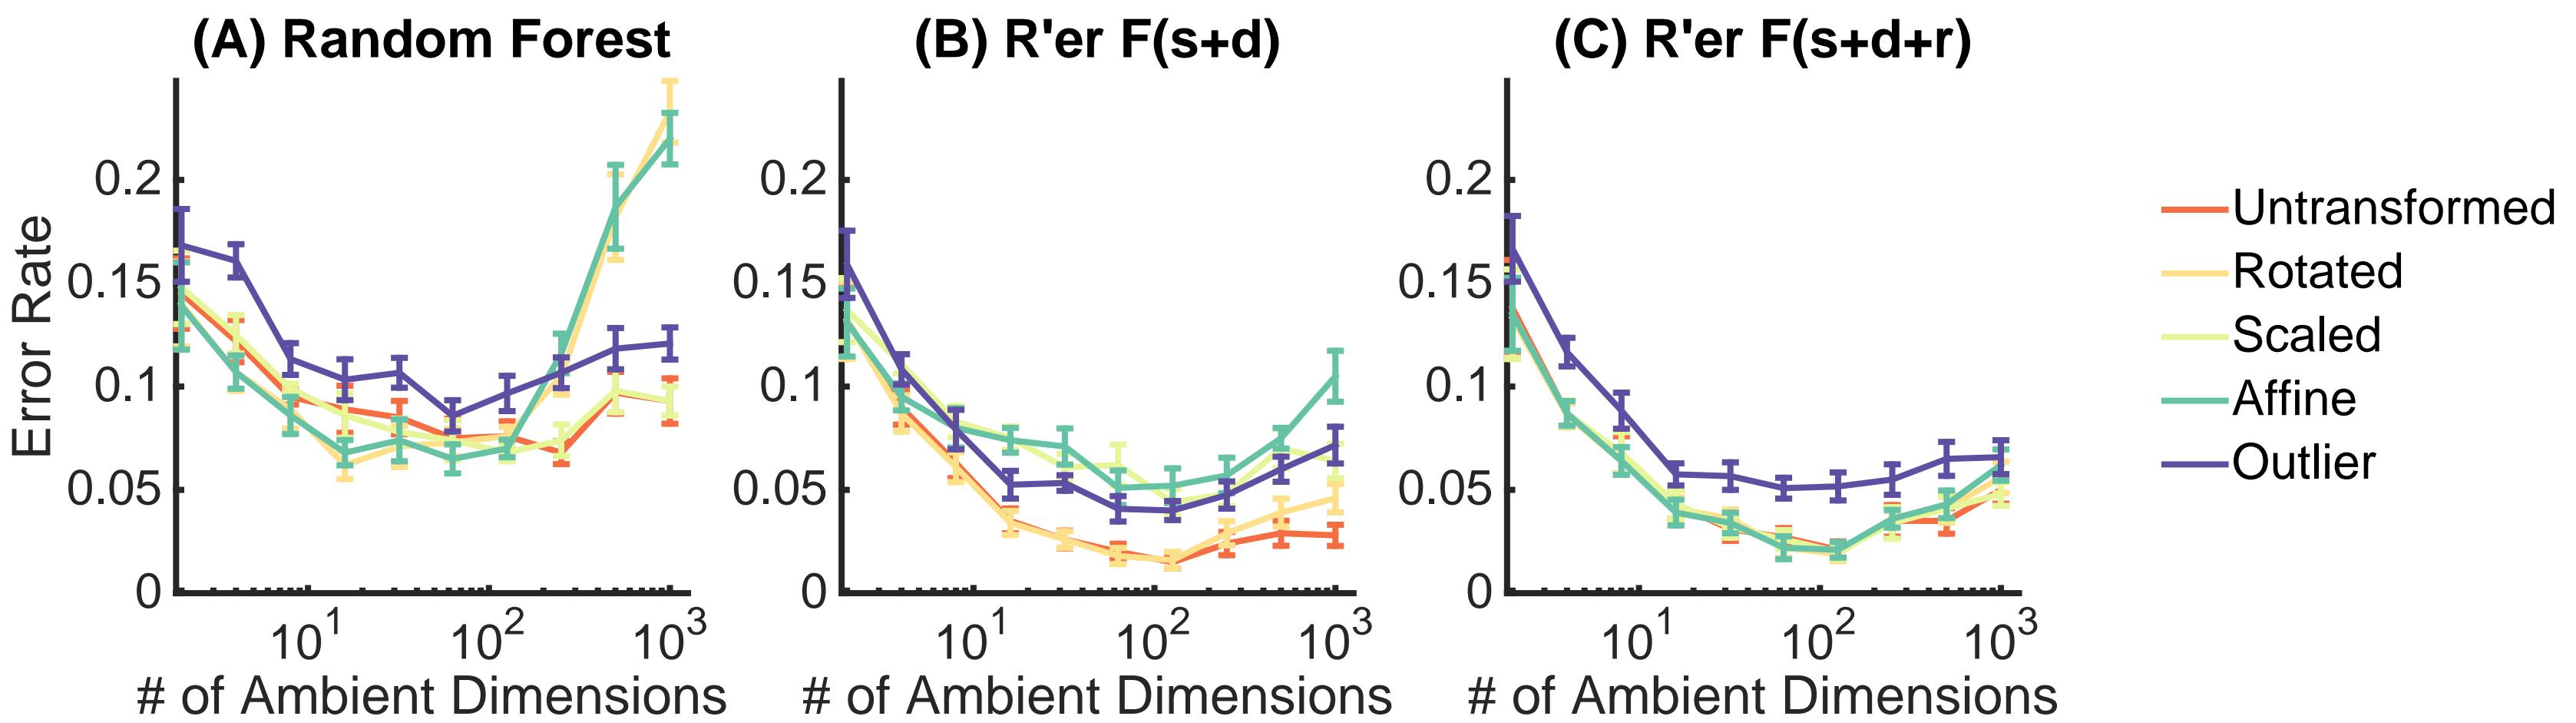 (A) Random Forest
(B) R'er F(s+d)
(C) R'er F(s+d+r)
Error Rate
0.2
0.15
0.1
0.05
0
10^1
10^2
10^3
# of Ambient Dimensions
0.2
0.15
0.1
0.05
0
10^1
10^2
10^3
# of Ambient Dimensions
0.2
0.15
0.1
0.05
0
10^1
10^2
10^3
# of Ambient Dimensions
Untransformed
Rotated
Scaled
Affine
Outlier